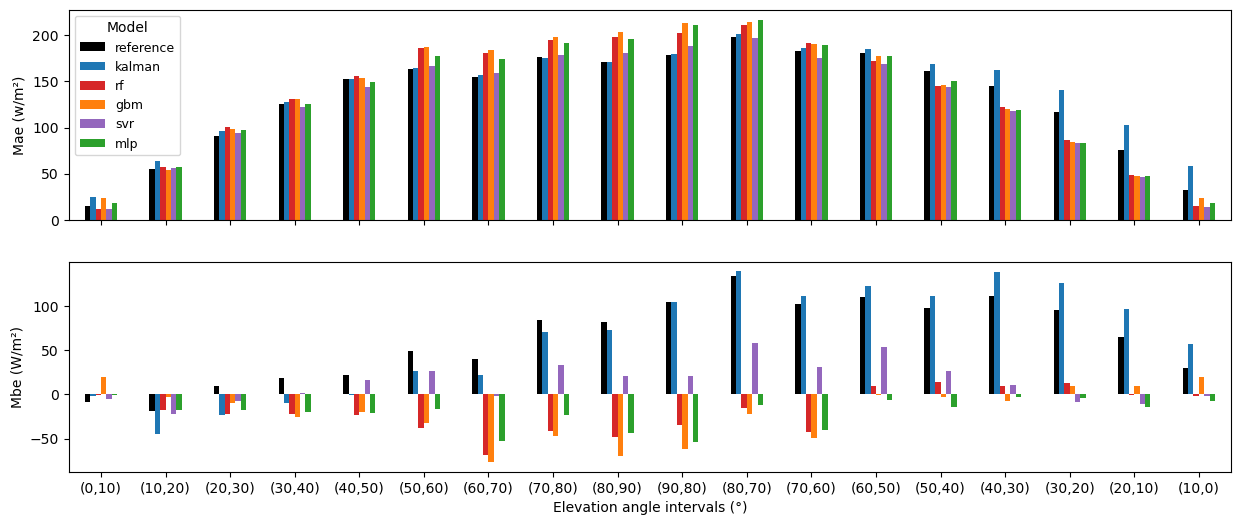 Model
reference
kalman
rf
gbm
svr
mlp
Mae (w/m²)
200
150
100
50
0
Mbe (W/m²)
100
50
0
−50
(0,10) (10,20) (20,30) (30,40) (40,50) (50,60) (60,70) (70,80) (80,90) (90,80) (80,70) (70,60) (60,50) (50,40) (40,30) (30,20) (20,10) (10,0)
Elevation angle intervals (°)